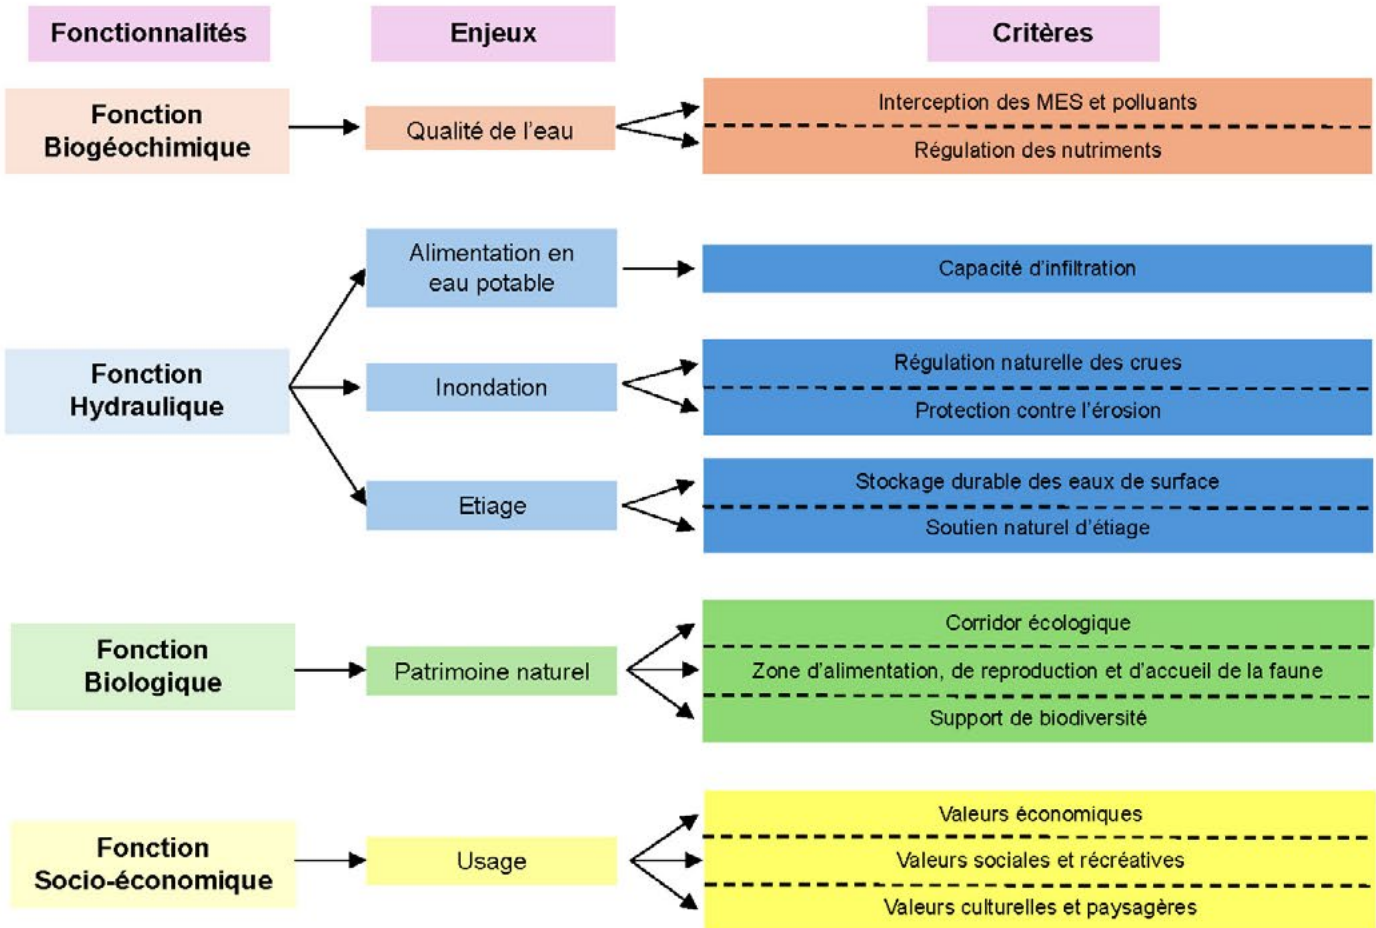 Fonctionnalités
Enjeux
Critères
Fonction
Biogéochimique
Qualité de l'eau
Interception des MES et polluants
Régulation des nutriments
Fonction
Hydraulique
Alimentation en
eau potable
Capacité d'infiltration
Inondation
Régulation naturelle des crues
Protection contre l'érosion
Etiage
Stockage durable des eaux de surface
Soutien naturel d'étiage
Fonction
Biologique
Patrimoine naturel
Corridor écologique
Zone d'alimentation, de reproduction et d'accueil de la faune
Support de biodiversité
Fonction
Socio-économique
Usage
Valeurs économiques
Valeurs sociales et récréatives
Valeurs culturelles et paysagères